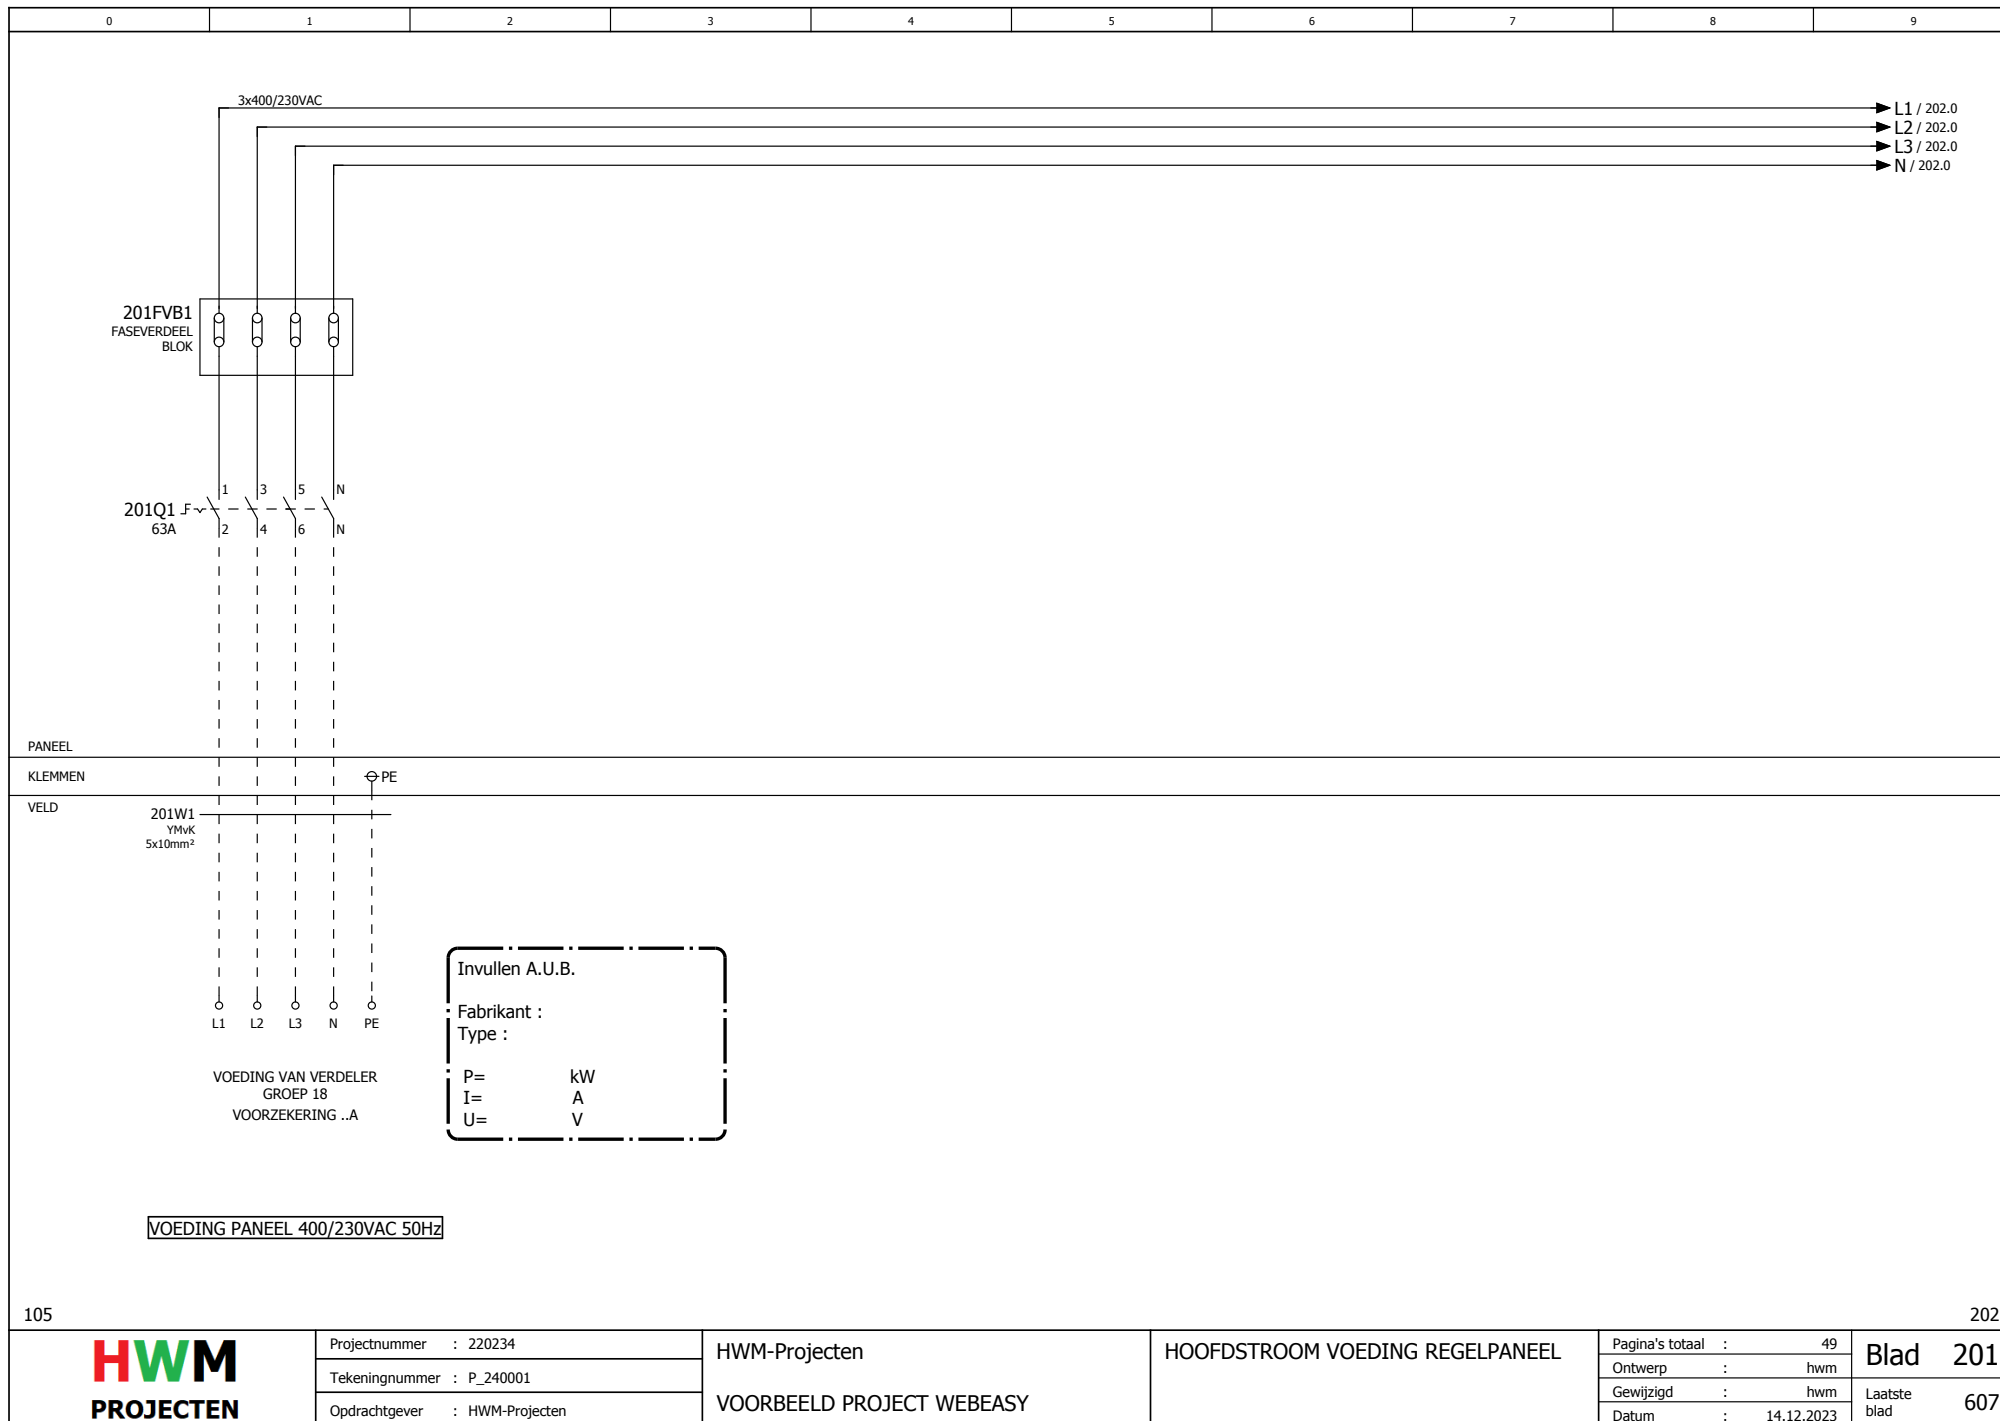 0 1 2 3 4 5 6 7 8 9
3x400/230VAC
L1 / 202.0
L2 / 202.0
L3 / 202.0
N / 202.0
201FVB1
FASEVERDEEL
BLOK
1 3 5 N
201Q1
63A
2 4 6 N
PANEEL
KLEMMEN
PE
VELD
201W1
YMvK
5x10mm²
L1 L2 L3 N PE
VOEDING VAN VERDELER
GROEP 18
VOORZEKERING ..A
Invullen A.U.B.
Fabrikant :
Type :
P= kW
I= A
U= V
VOEDING PANEEL 400/230VAC 50Hz
105
202
HWM
PROJECTEN
Projectnummer : 220234
Tekeningnummer : P_240001
Opdrachtgever : HWM-Projecten
HWM-Projecten
VOORBEELD PROJECT WEBEASY
HOOFDSTROOM VOEDING REGELPANEEL
Pagina's totaal : 49
Ontwerp : hwm
Gewijzigd : hwm
Datum : 14.12.2023
Blad 201
Laatste
blad 607